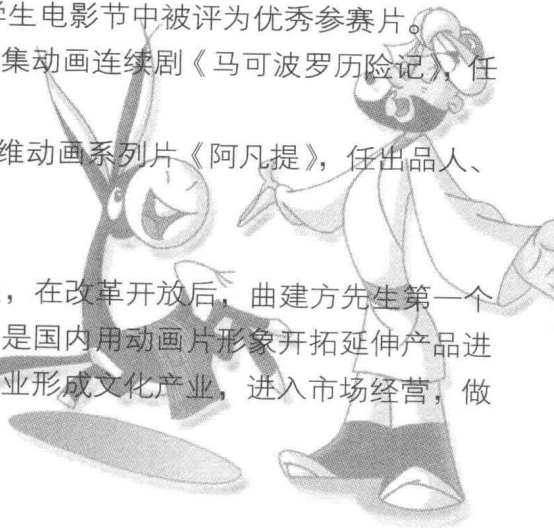 学生电影节中被评为优秀参赛片。
集动画连续剧《马可波罗历险记》，任
维动画系列片《阿凡提》，任出品人、
，在改革开放后，曲建方先生第一个
是国内用动画片形象开拓延伸产品进
业形成文化产业，进入市场经营，做